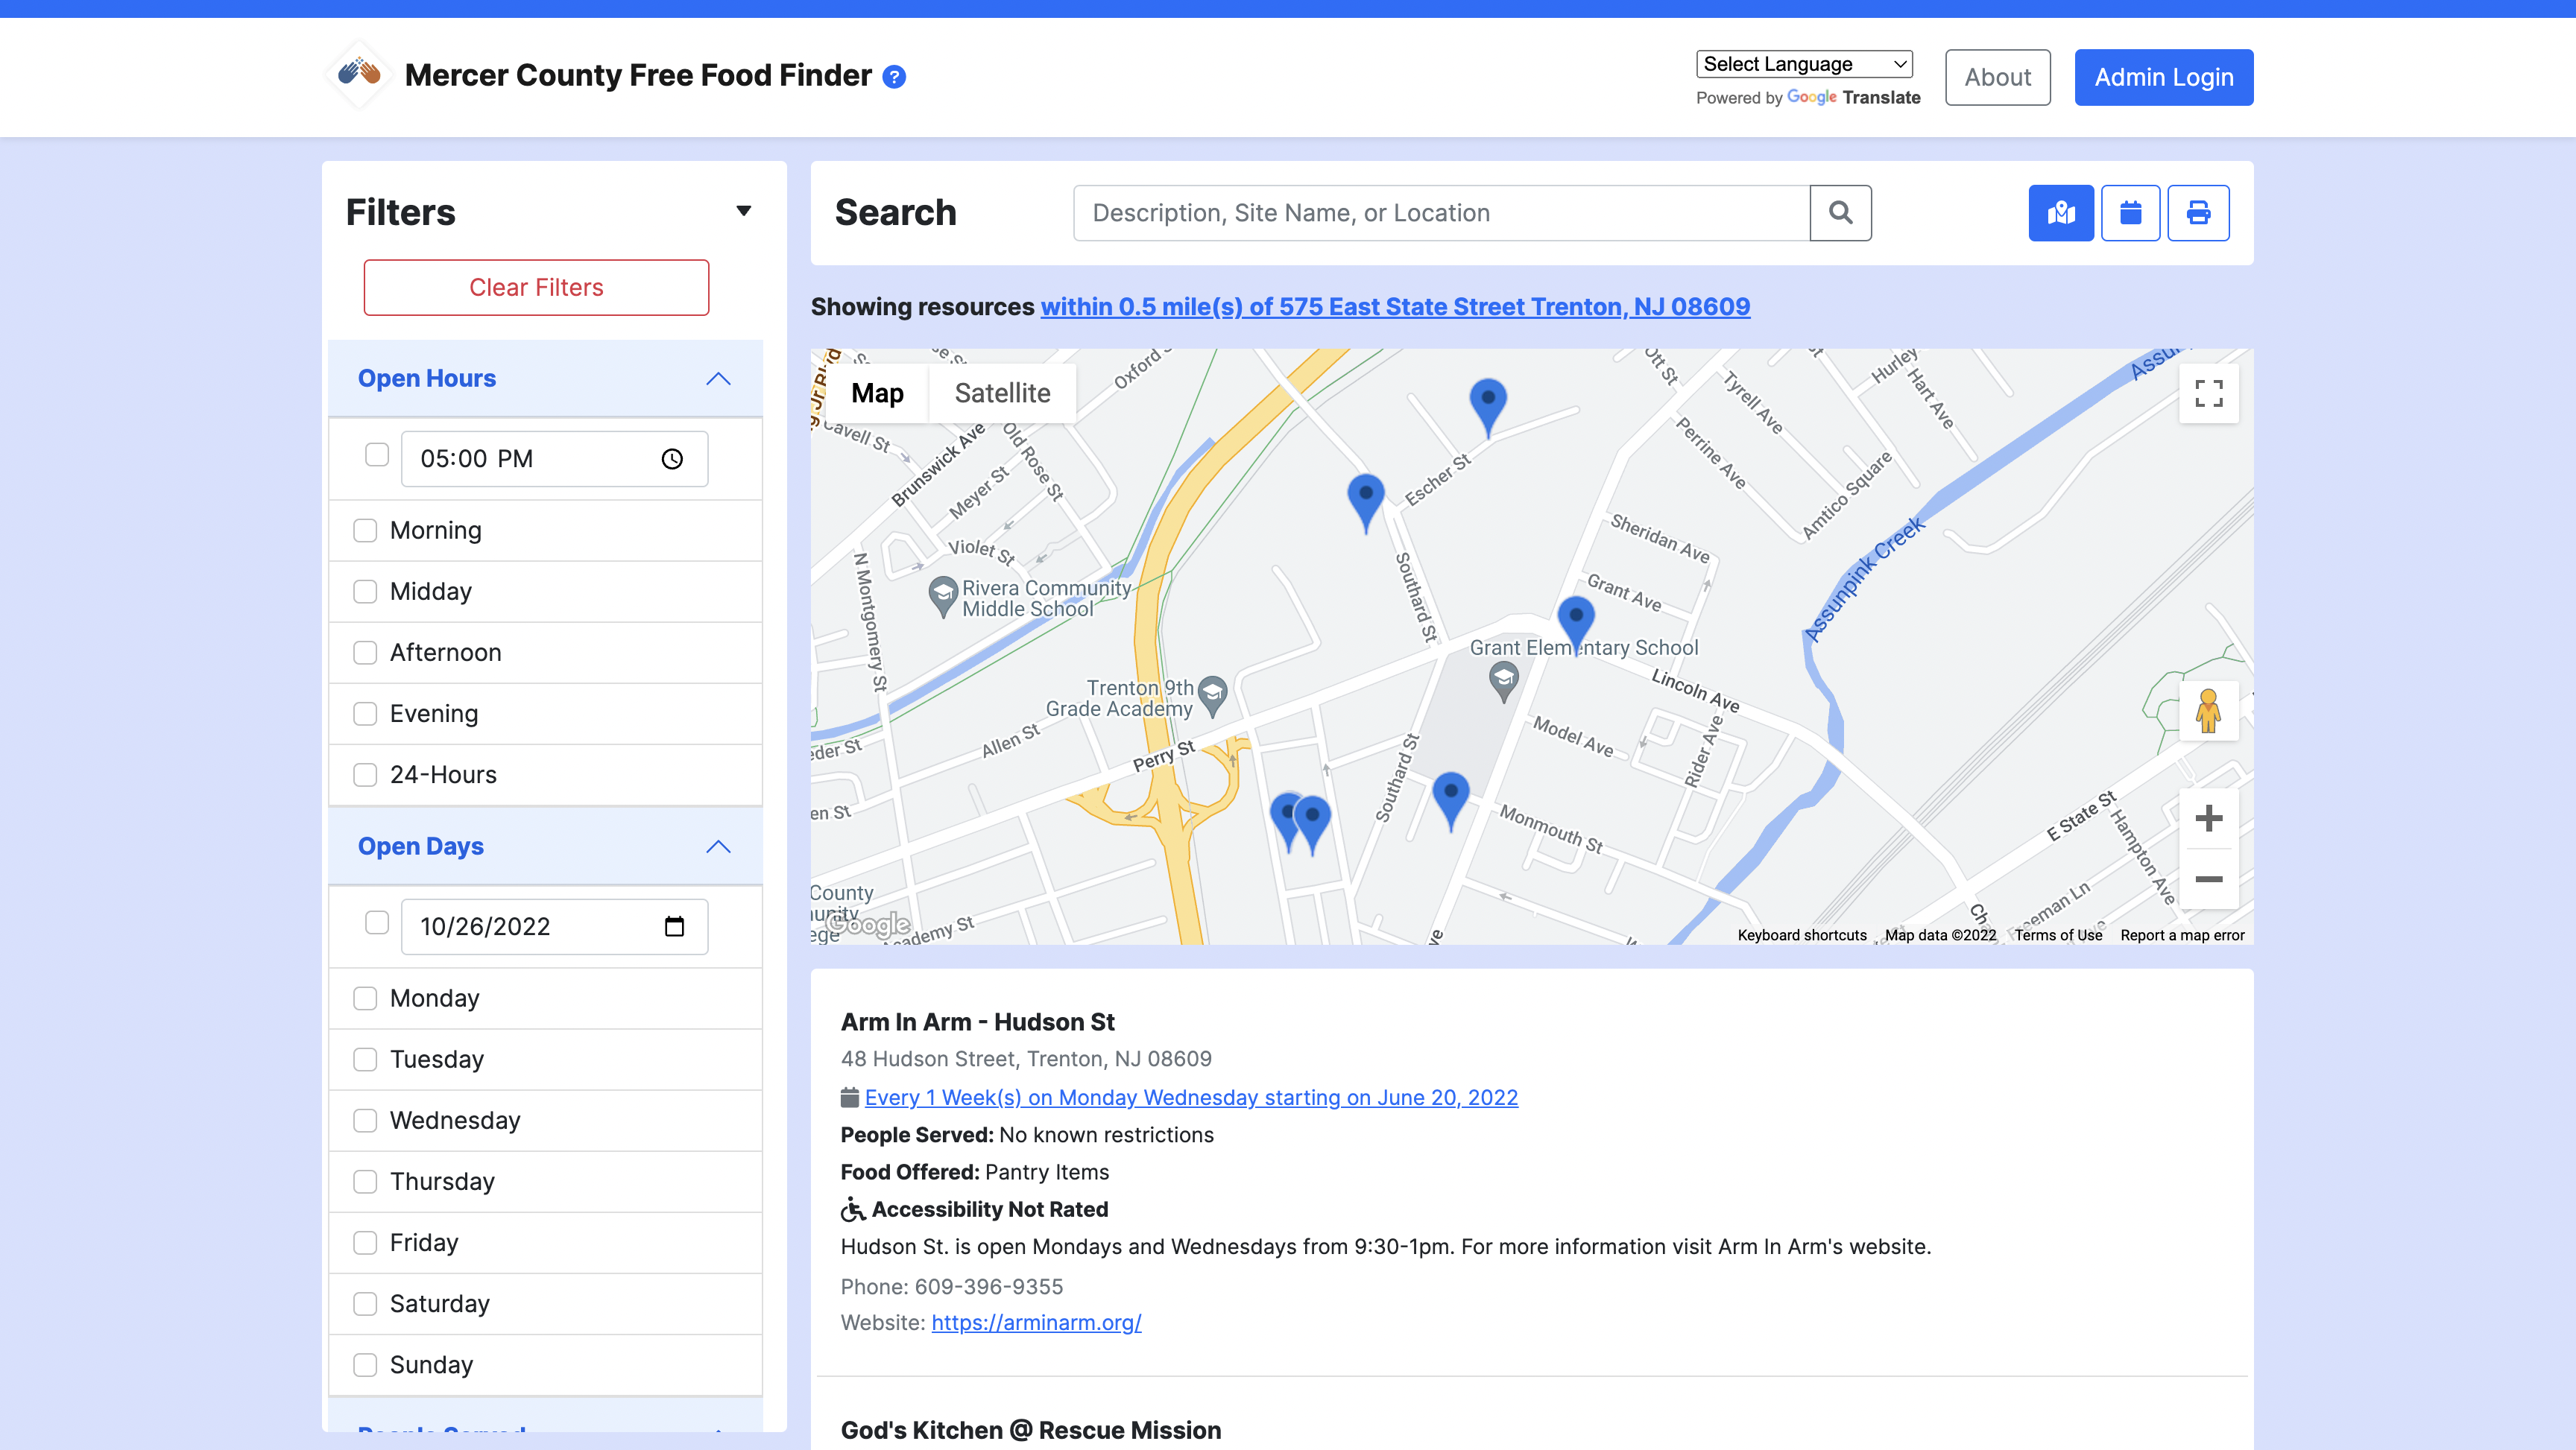 Mercer County Free Food Finder ?
Select Language
Powered by Google Translate
About
Admin Login
Filters
Clear Filters
Open Hours
05:00 PM
Morning
Midday
Afternoon
Evening
24-Hours
Open Days
10/26/2022
Monday
Tuesday
Wednesday
Thursday
Friday
Saturday
Sunday
People Served
Search
Description, Site Name, or Location
Showing resources within 0.5 mile(s) of 575 East State Street Trenton, NJ 08609
Map
Satellite
Oxford S
Cavell St
Brunswick Ave
Old Rose St
Meyer St
Violet St
N Montgomery St
Rivera Community
Middle School
Trenton 9th
Grade Academy
Allen St
Perry St
eder St
en St
County
Academy St
Google
Escher St
Southard St
Southard St
Ott St
Tyrell Ave
Hurley
Hart Ave
Perrine Ave
Amtico Square
Sheridan Ave
Grant Ave
Grant Elementary School
Lincoln Ave
Model Ave
Rider Ave
Monmouth St
Assunpink Creek
E State St
Hampton Ave
Freeman Ln
Keyboard shortcuts
Map data ©2022
Terms of Use
Report a map error
Arm In Arm - Hudson St
48 Hudson Street, Trenton, NJ 08609
Every 1 Week(s) on Monday Wednesday starting on June 20, 2022
People Served: No known restrictions
Food Offered: Pantry Items
Accessibility Not Rated
Hudson St. is open Mondays and Wednesdays from 9:30-1pm. For more information visit Arm In Arm's website.
Phone: 609-396-9355
Website: https://arminarm.org/
God's Kitchen @ Rescue Mission